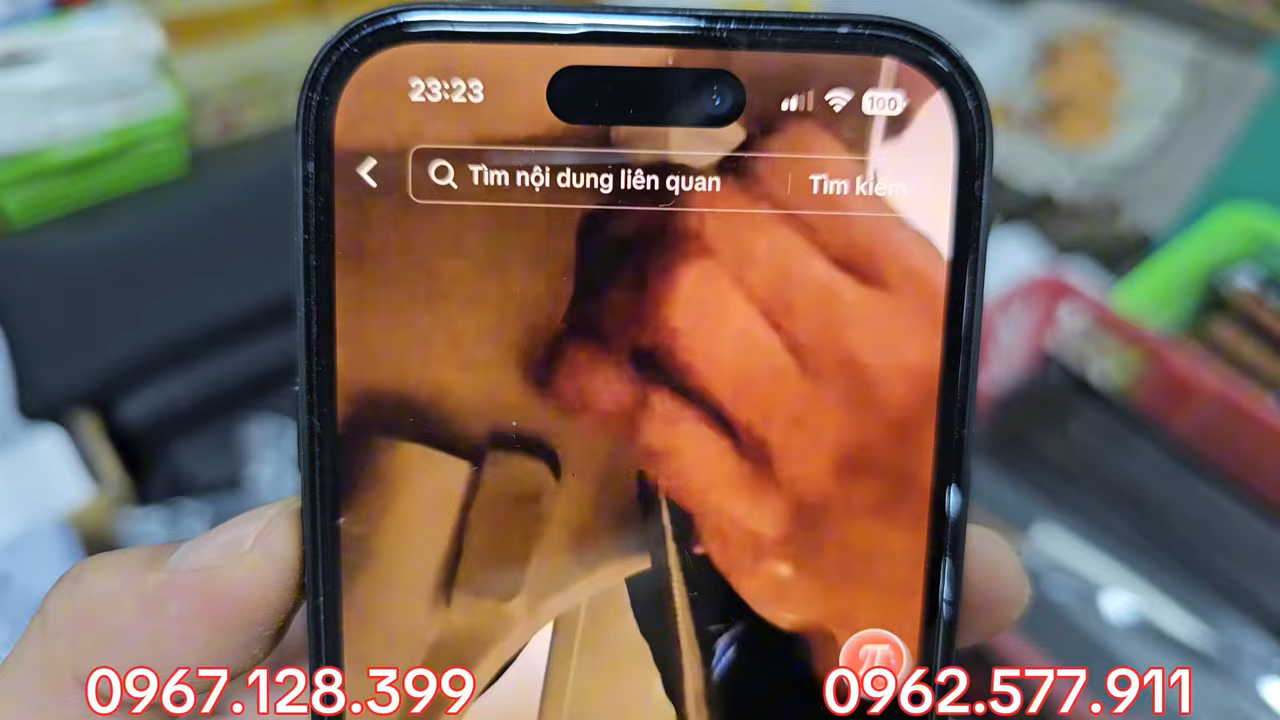 23:23
100
Tìm nội dung liên quan
Tìm kiếm
0967.128.399
0962.577.911